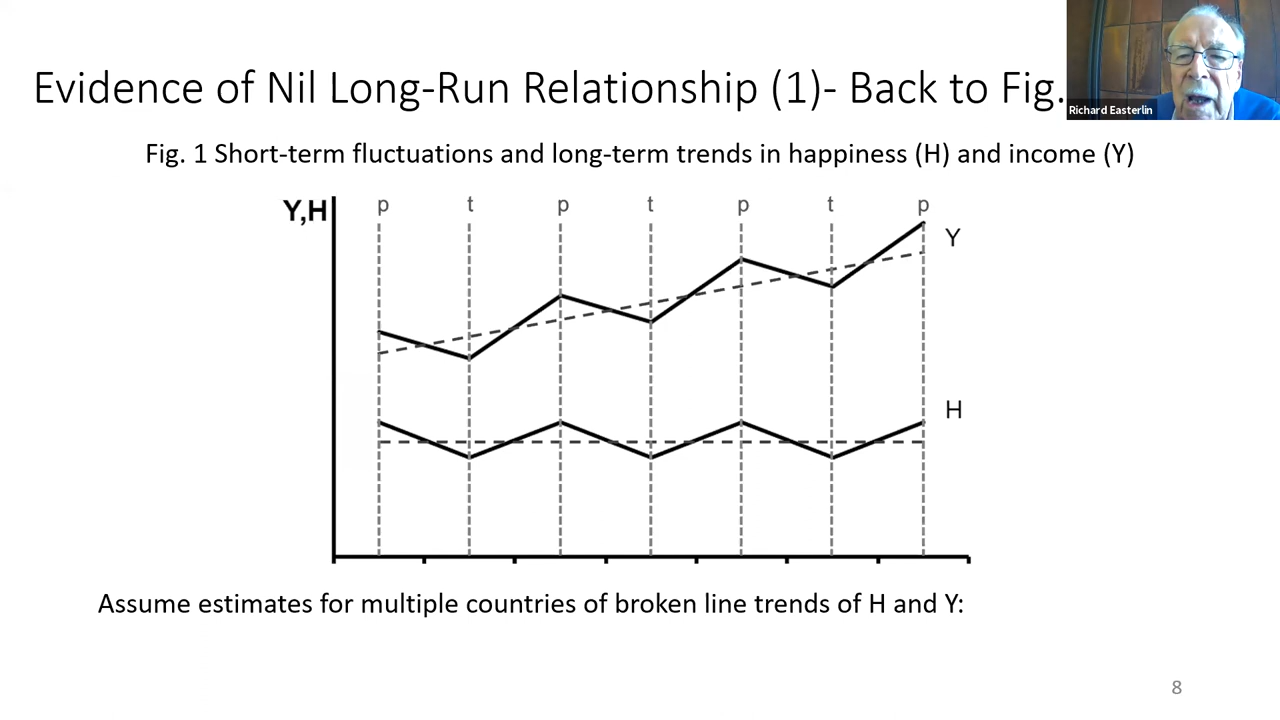 Evidence of Nil Long-Run Relationship (1)- Back to Fig.
Richard Easterlin
Fig. 1 Short-term fluctuations and long-term trends in happiness (H) and income (Y)
Y,H
p t p t p t p
Y
H
Assume estimates for multiple countries of broken line trends of H and Y:
8